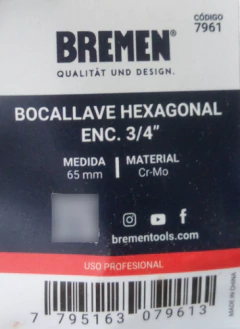 CÓDIGO
7961
BREMEN®
QUALITÄT UND DESIGN.
BOCALLAVE HEXAGONAL
ENC. 3/4"
MEDIDA
65 mm
MATERIAL
Cr-Mo
brementools.com
USO PROFESIONAL
MADE IN CHINA
7 795163 079613